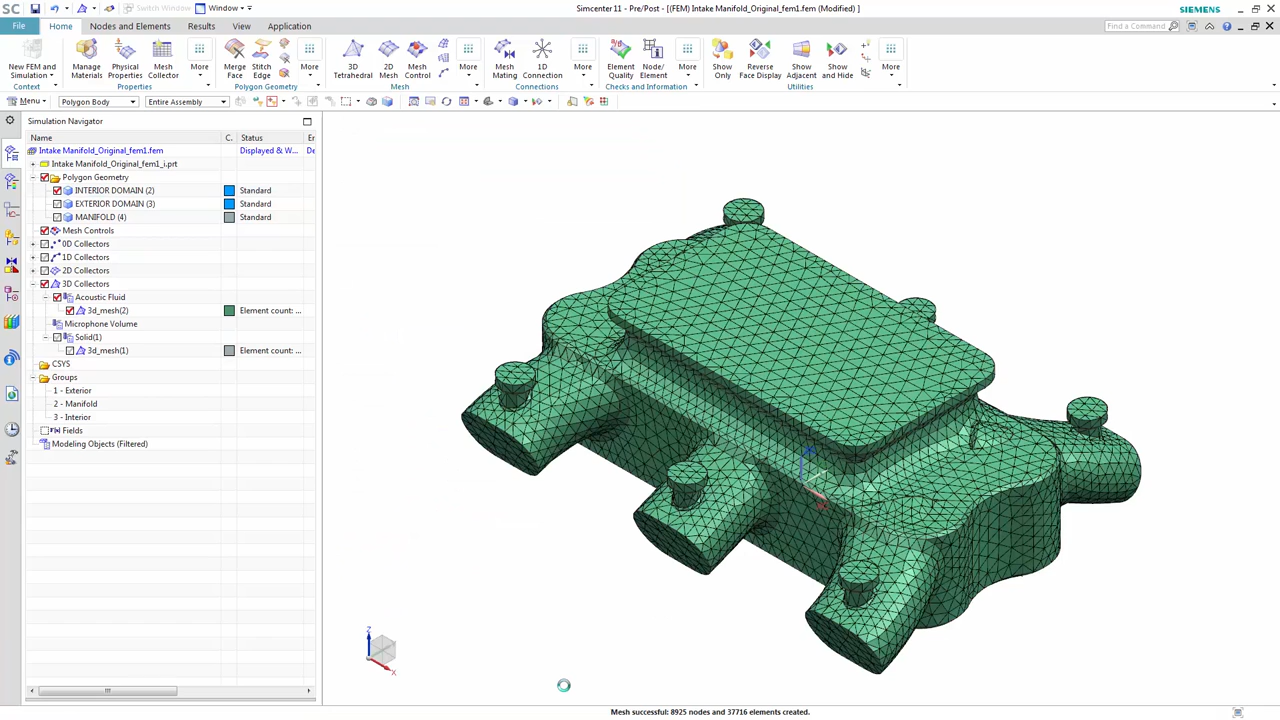 SC
Switch Window
Window
Simcenter 11 - Pre/Post - [(FEM) Intake Manifold_Original_fem1.fem (Modified) ]
SIEMENS
File
Home
Nodes and Elements
Results
View
Application
Find a Command
New FEM and Simulation
Manage Materials
Physical Properties
Mesh Collector
More
Merge Face
Stitch Edge
More
3D Tetrahedral
2D Mesh
Mesh Control
More
Mesh Mating
1D Connection
More
Element Quality
Node/ Element
More
Show Only
Reverse Face Display
Show Adjacent
Show and Hide
More
Context
Properties
Polygon Geometry
Mesh
Connections
Checks and Information
Utilities
Menu
Polygon Body
Entire Assembly
Simulation Navigator
Name
C.
Status
Intake Manifold_Original_fem1.fem
Displayed & W...
Intake Manifold_Original_fem1_i.prt
Polygon Geometry
INTERIOR DOMAIN (2)
Standard
EXTERIOR DOMAIN (3)
Standard
MANIFOLD (4)
Standard
Mesh Controls
0D Collectors
1D Collectors
2D Collectors
3D Collectors
Acoustic Fluid
3d_mesh(2)
Element count: ...
Microphone Volume
Solid(1)
3d_mesh(1)
Element count: ...
CSYS
Groups
1 - Exterior
2 - Manifold
3 - Interior
Fields
Modeling Objects (Filtered)
Z
X
Mesh successful: 8925 nodes and 37716 elements created.